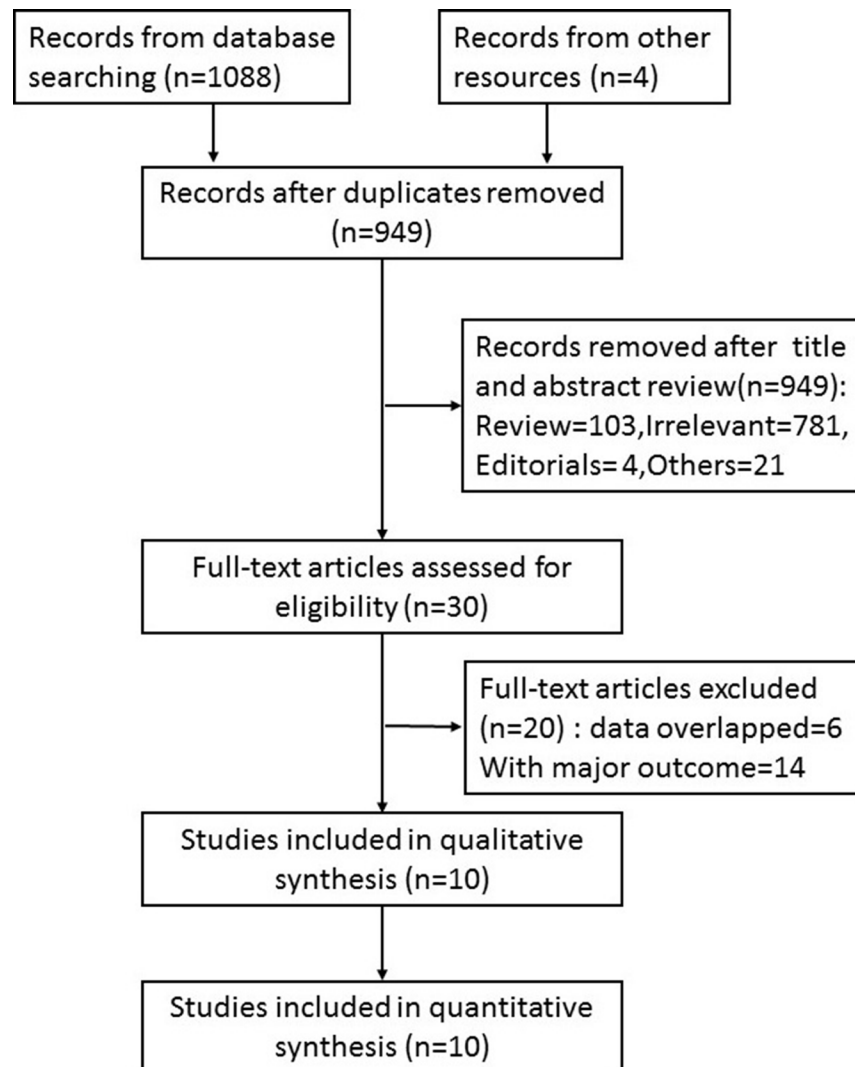 Records from database
searching (n=1088)
Records from other
resources (n=4)
Records after duplicates removed
(n=949)
Records removed after title
and abstract review(n=949):
Review=103,Irrelevant=781,
Editorials= 4,Others=21
Full-text articles assessed for
eligibility (n=30)
Full-text articles excluded
(n=20) : data overlapped=6
With major outcome=14
Studies included in qualitative
synthesis (n=10)
Studies included in quantitative
synthesis (n=10)